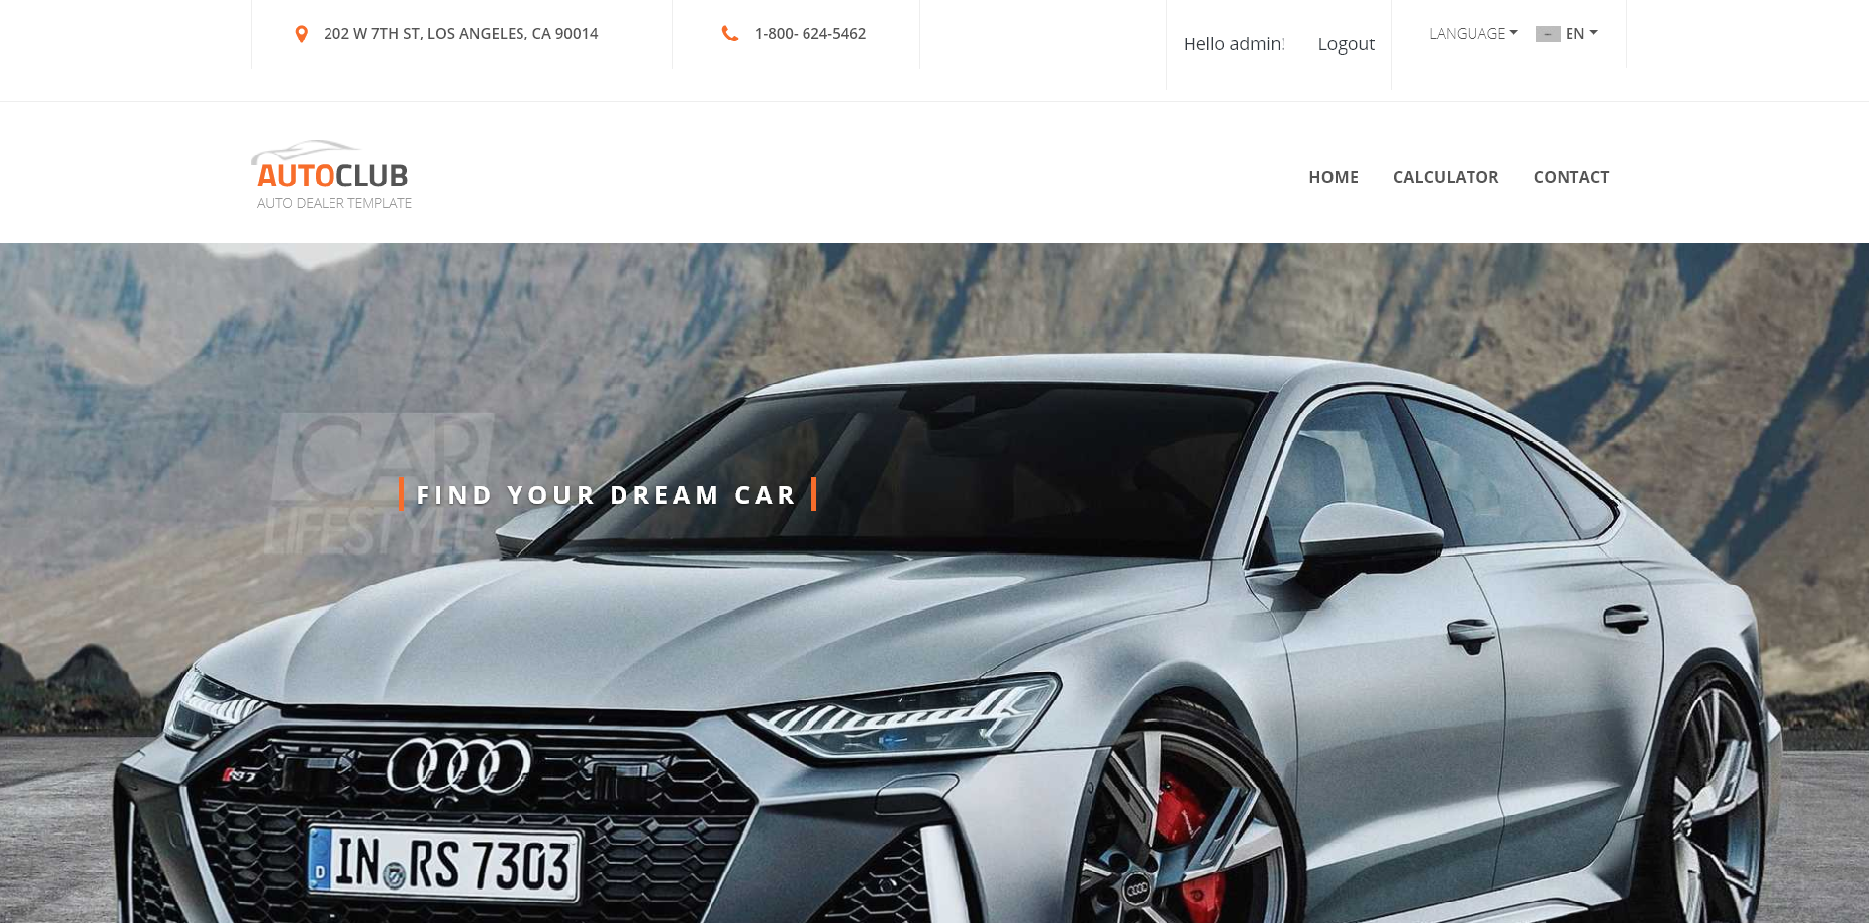 202 W 7TH ST, LOS ANGELES, CA 90014
1-800- 624-5462
Hello admin!
Logout
LANGUAGE
EN
AUTOCLUB
AUTO DEALER TEMPLATE
HOME
CALCULATOR
CONTACT
CAR
LIFESTYLE
FIND YOUR DREAM CAR
RS7
D
IN RS 7303